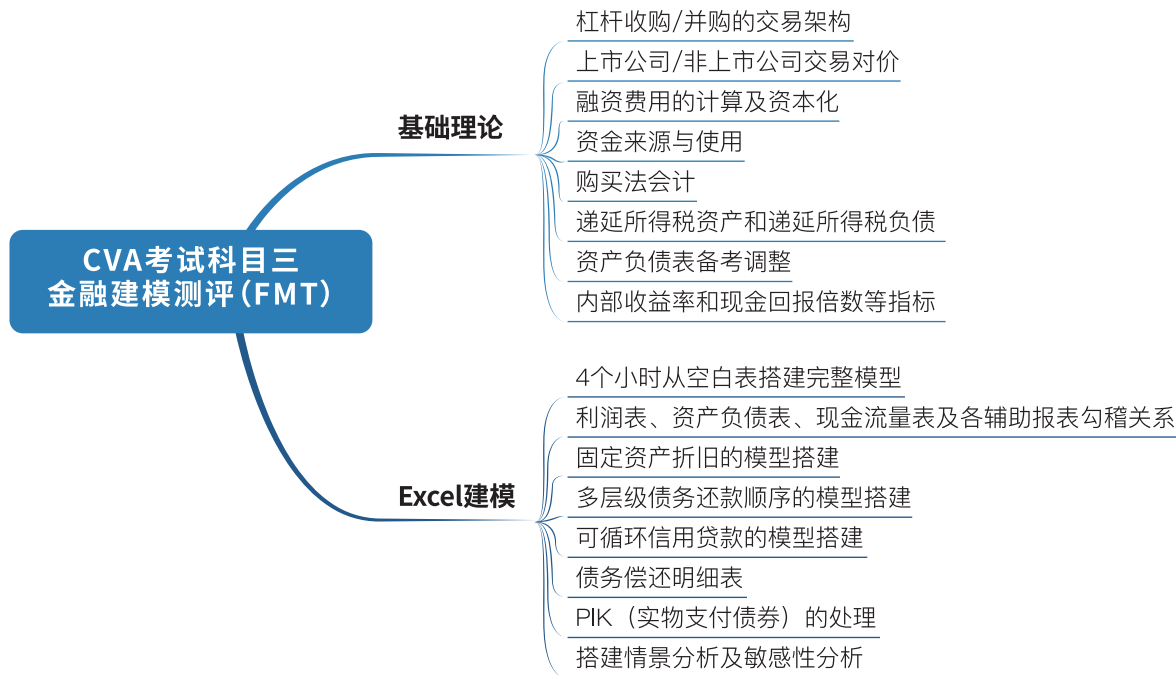 CVA考试科目三
金融建模测评(FMT)
基础理论
杠杆收购/并购的交易架构
上市公司/非上市公司交易对价
融资费用的计算及资本化
资金来源与使用
购买法会计
递延所得税资产和递延所得税负债
资产负债表备考调整
内部收益率和现金回报倍数等指标
Excel建模
4个小时从空白表搭建完整模型
利润表、资产负债表、现金流量表及各辅助报表勾稽关系
固定资产折旧的模型搭建
多层级债务还款顺序的模型搭建
可循环信用贷款的模型搭建
债务偿还明细表
PIK（实物支付债券）的处理
搭建情景分析及敏感性分析